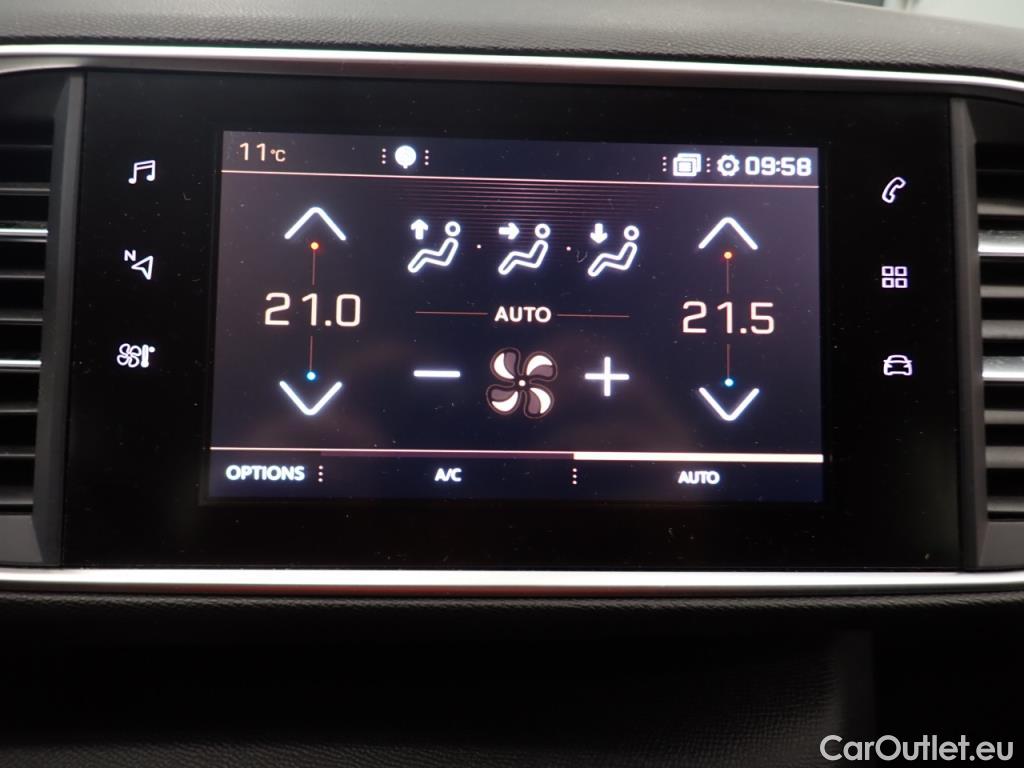 11°C 09:58
N
21.0 AUTO 21.5
OPTIONS A/C AUTO
CarOutlet.eu